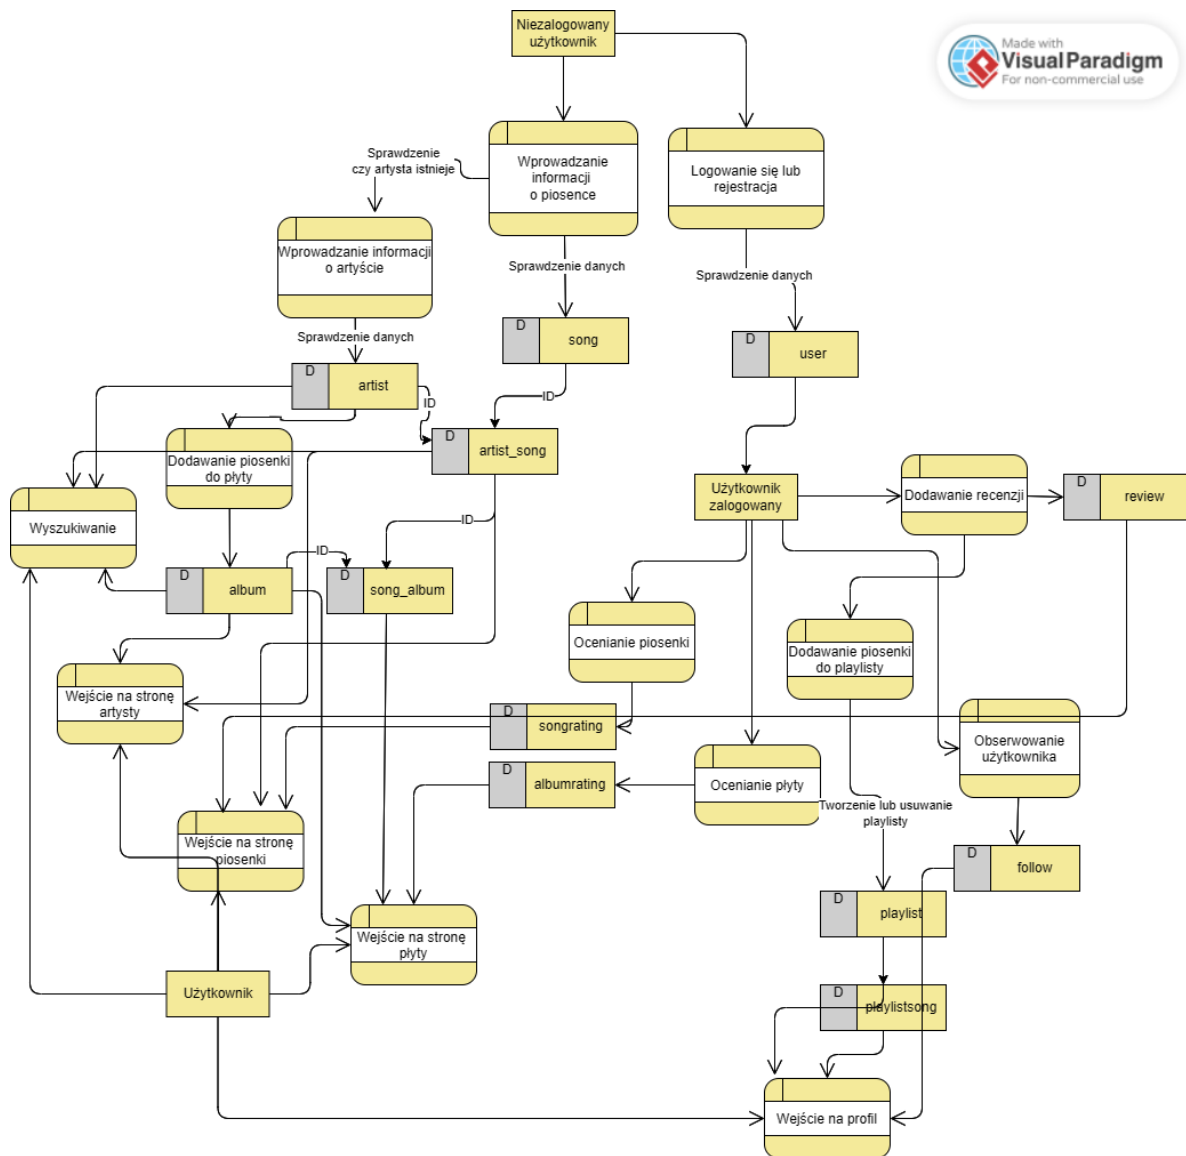 Niezalogowany
użytkownik
Made with
Visual Paradigm
For non-commercial use
Sprawdzenie
czy artysta istnieje
Wprowadzanie
informacji
o piosence
Logowanie się lub
rejestracja
Wprowadzanie informacji
o artyście
Sprawdzenie danych
Sprawdzenie danych
Sprawdzenie danych
D
song
D
user
D
artist
ID
ID
D
artist_song
Dodawanie piosenki
do płyty
Użytkownik
zalogowany
Dodawanie recenzji
D
review
Wyszukiwanie
ID
ID
D
album
D
song_album
Ocenianie piosenki
Dodawanie piosenki
do playlisty
Wejście na stronę
artysty
D
songrating
Obserwowanie
użytkownika
D
albumrating
Ocenianie płyty
Tworzenie lub usuwanie
playlisty
Wejście na stronę
piosenki
D
follow
D
playlist
Wejście na stronę
płyty
Użytkownik
D
playlistsong
Wejście na profil